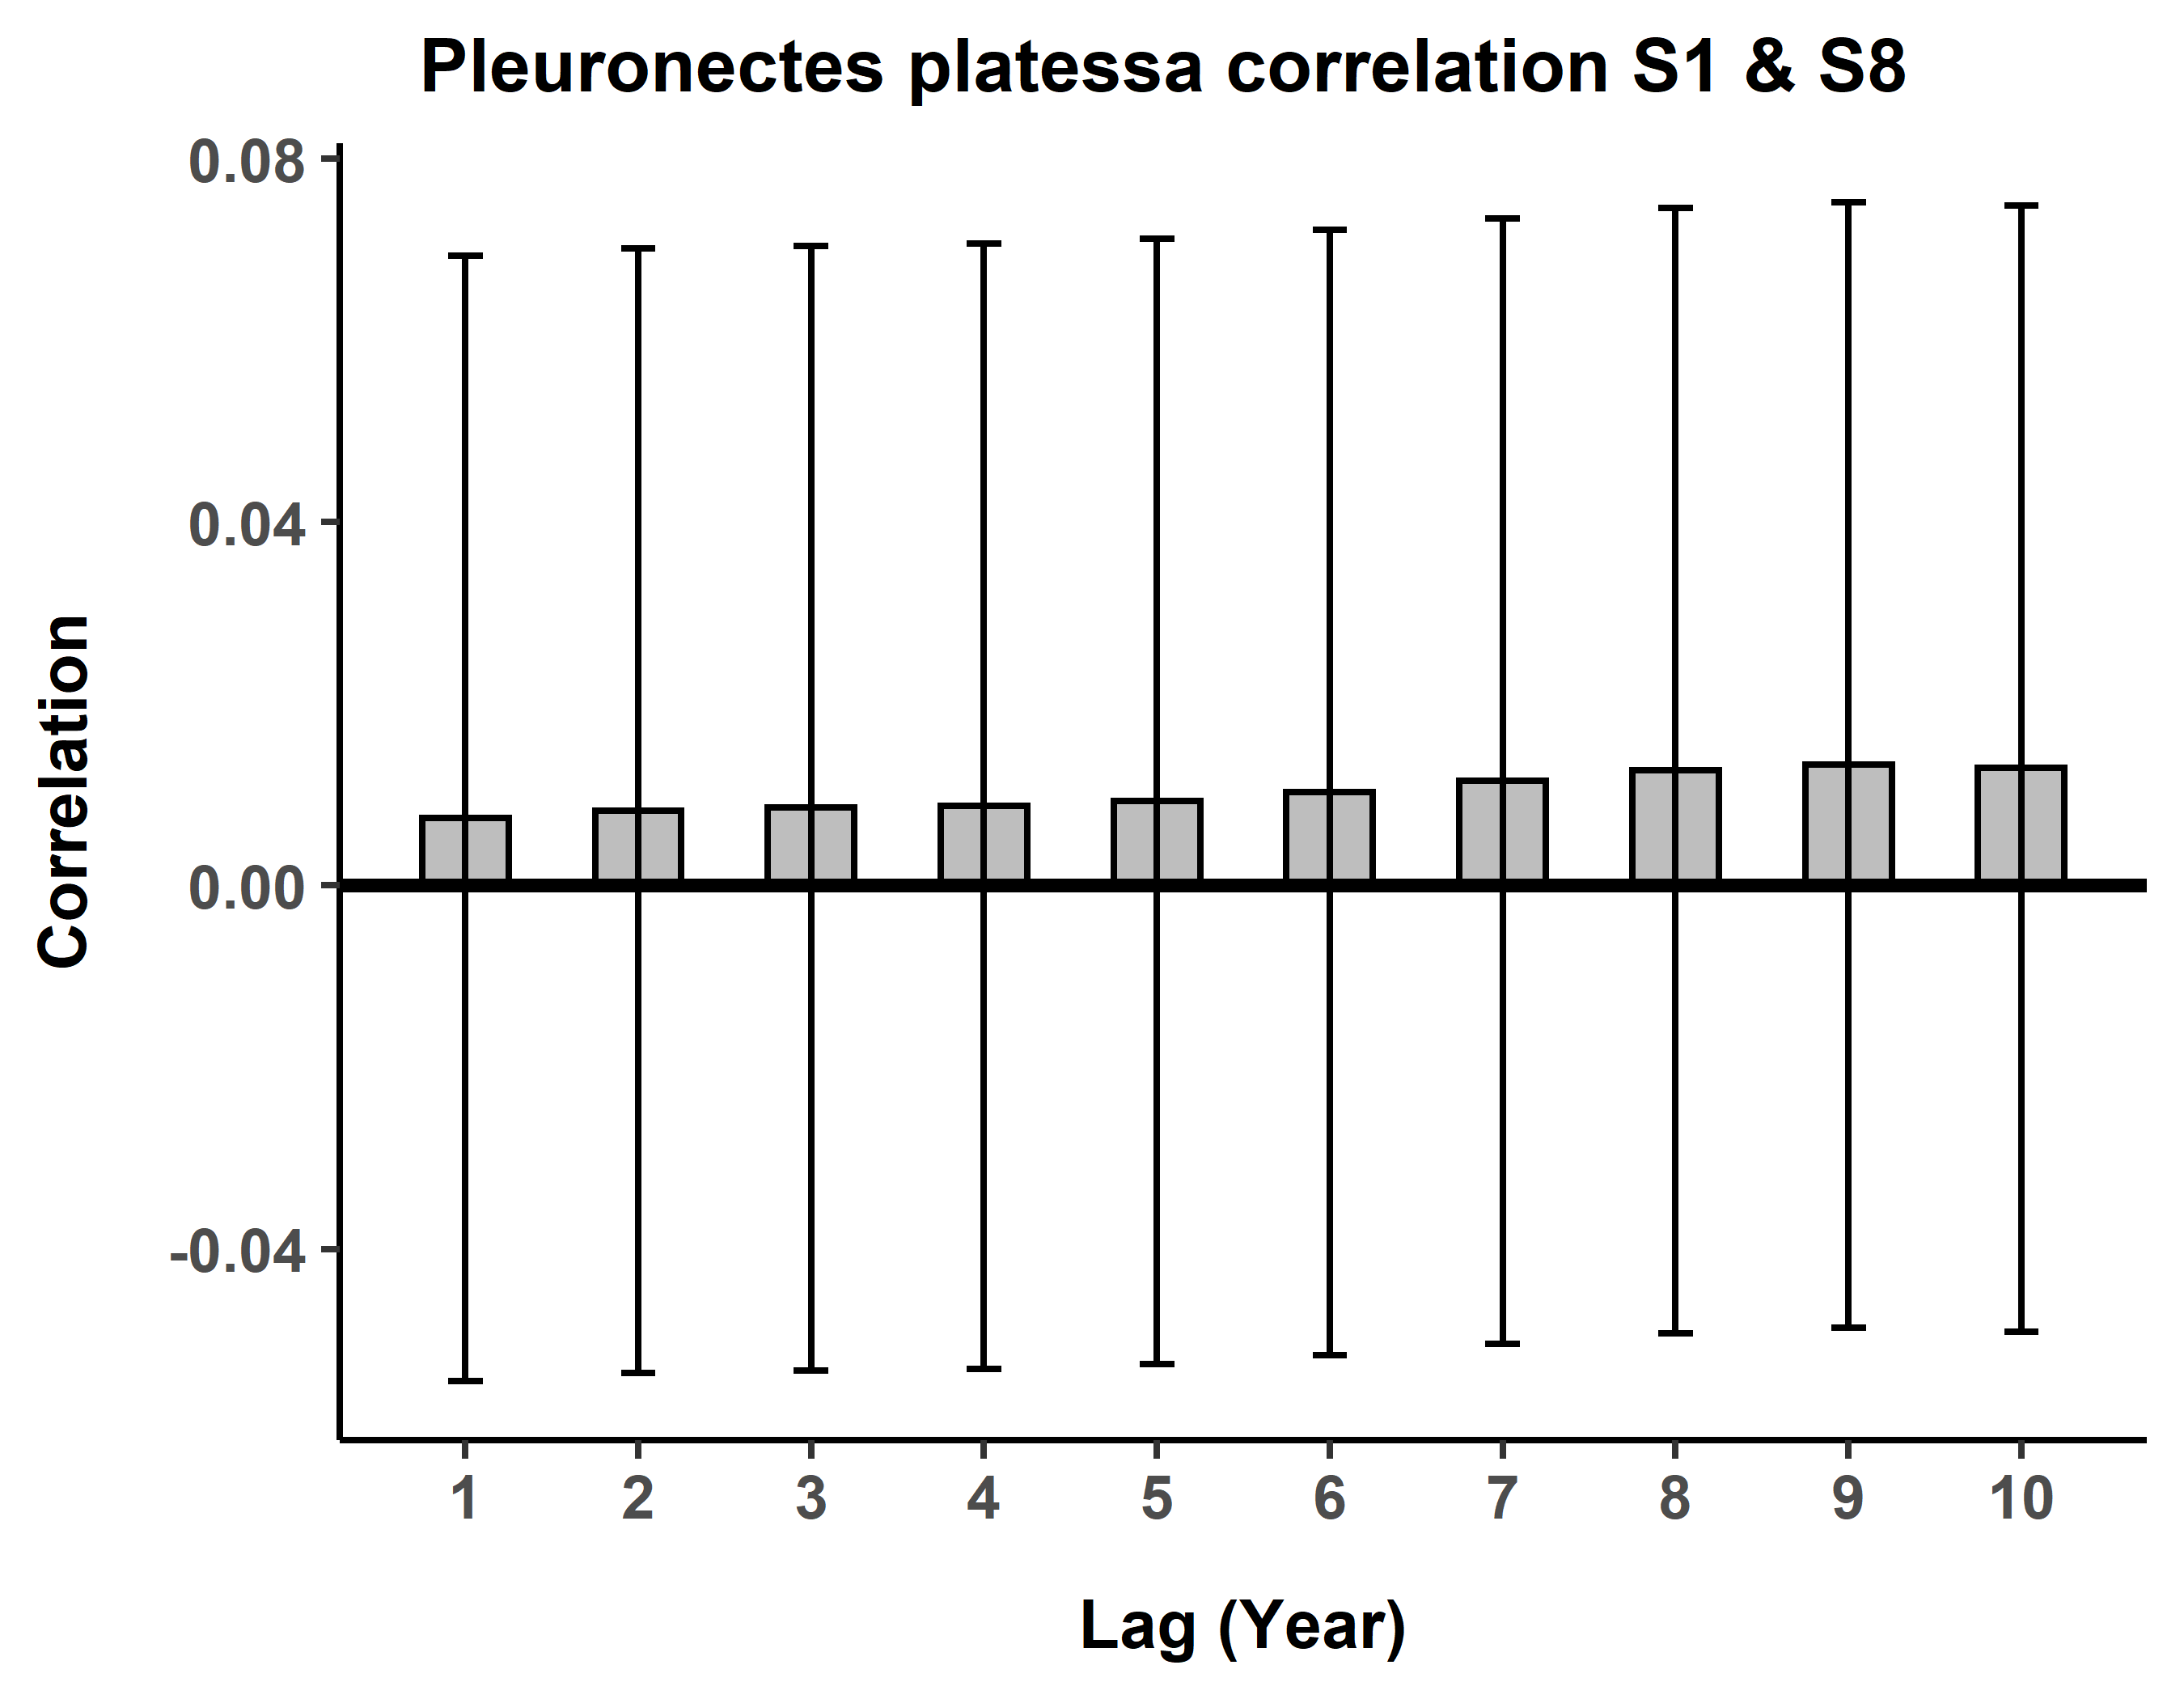 Pleuronectes platessa correlation S1 & S8
0.08
0.04
0.00
-0.04
Correlation
1 2 3 4 5 6 7 8 9 10
Lag (Year)